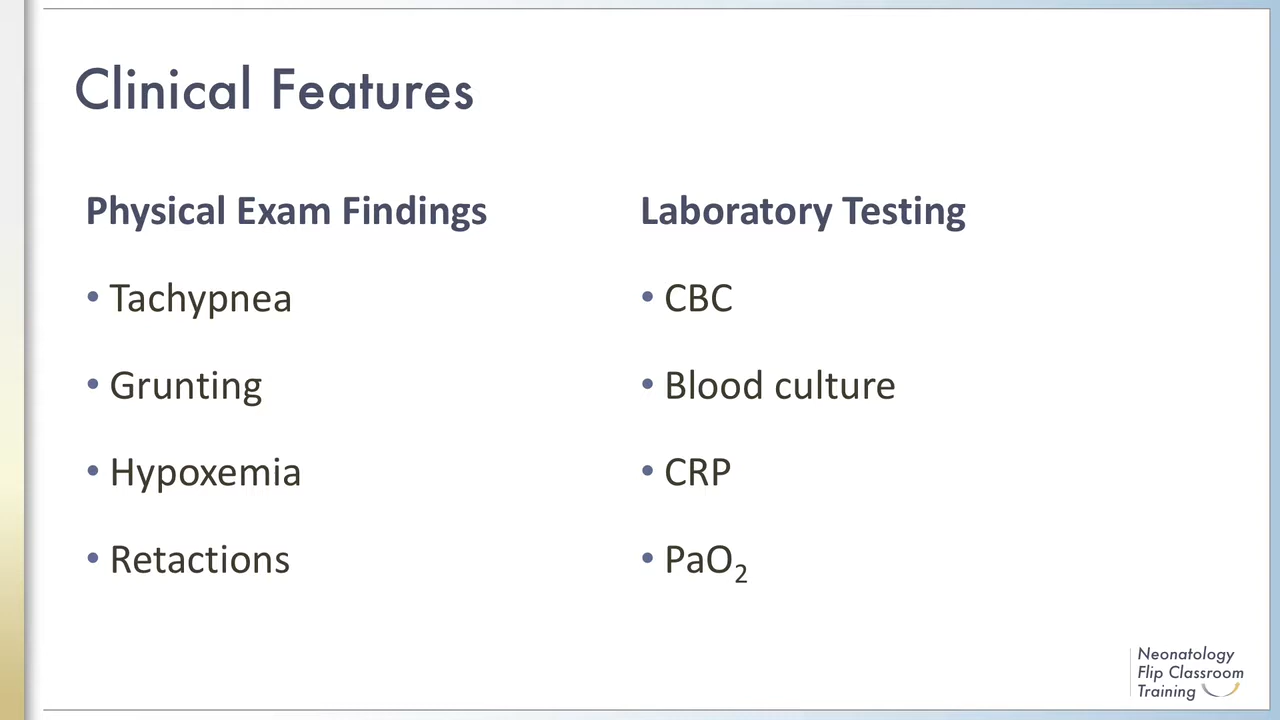 Clinical Features
Physical Exam Findings
• Tachypnea
• Grunting
• Hypoxemia
• Retactions
Laboratory Testing
• CBC
• Blood culture
• CRP
• PaO₂
Neonatology
Flip Classroom
Training